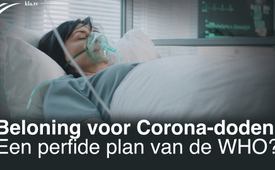 kla.tv
Beloning voor Corona-doden
Een perfide plan van de WHO?